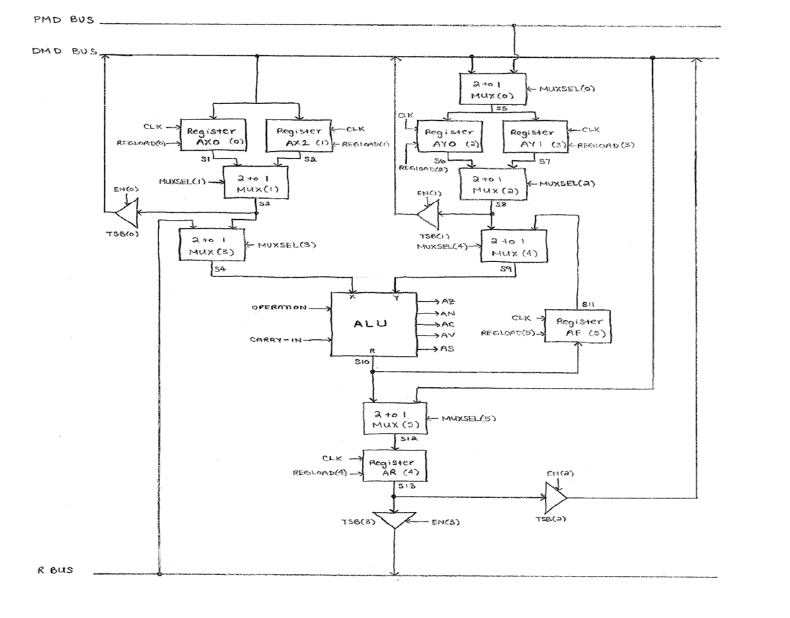 PMD BUS
DMD BUS
2 to 1
MUX(0)
MUXSEL(0)
S5
CLK
REGLOAD(0)
Register
AX0 (0)
Register
AX1 (1)
CLK
REGLOAD(1)
CLK
REGLOAD(2)
Register
AY0 (2)
Register
AY1 (3)
CLK
REGLOAD(3)
S1
S2
S6
S7
MUXSEL(1)
2 to 1
MUX(1)
2 to 1
MUX(2)
MUXSEL(2)
EN(0)
TSB(0)
S3
EN(1)
TSB(1)
S8
2 to 1
MUX(3)
MUXSEL(3)
MUXSEL(4)
2 to 1
MUX(4)
S4
S9
X
Y
OPERATION
CARRY-IN
ALU
R
AZ
AN
AC
AV
AS
S11
CLK
REGLOAD(5)
Register
AF (5)
S10
2 to 1
MUX(5)
MUXSEL(5)
S12
CLK
REGLOAD(4)
Register
AR (4)
S13
EN(2)
TSB(2)
TSB(3)
EN(3)
R BUS